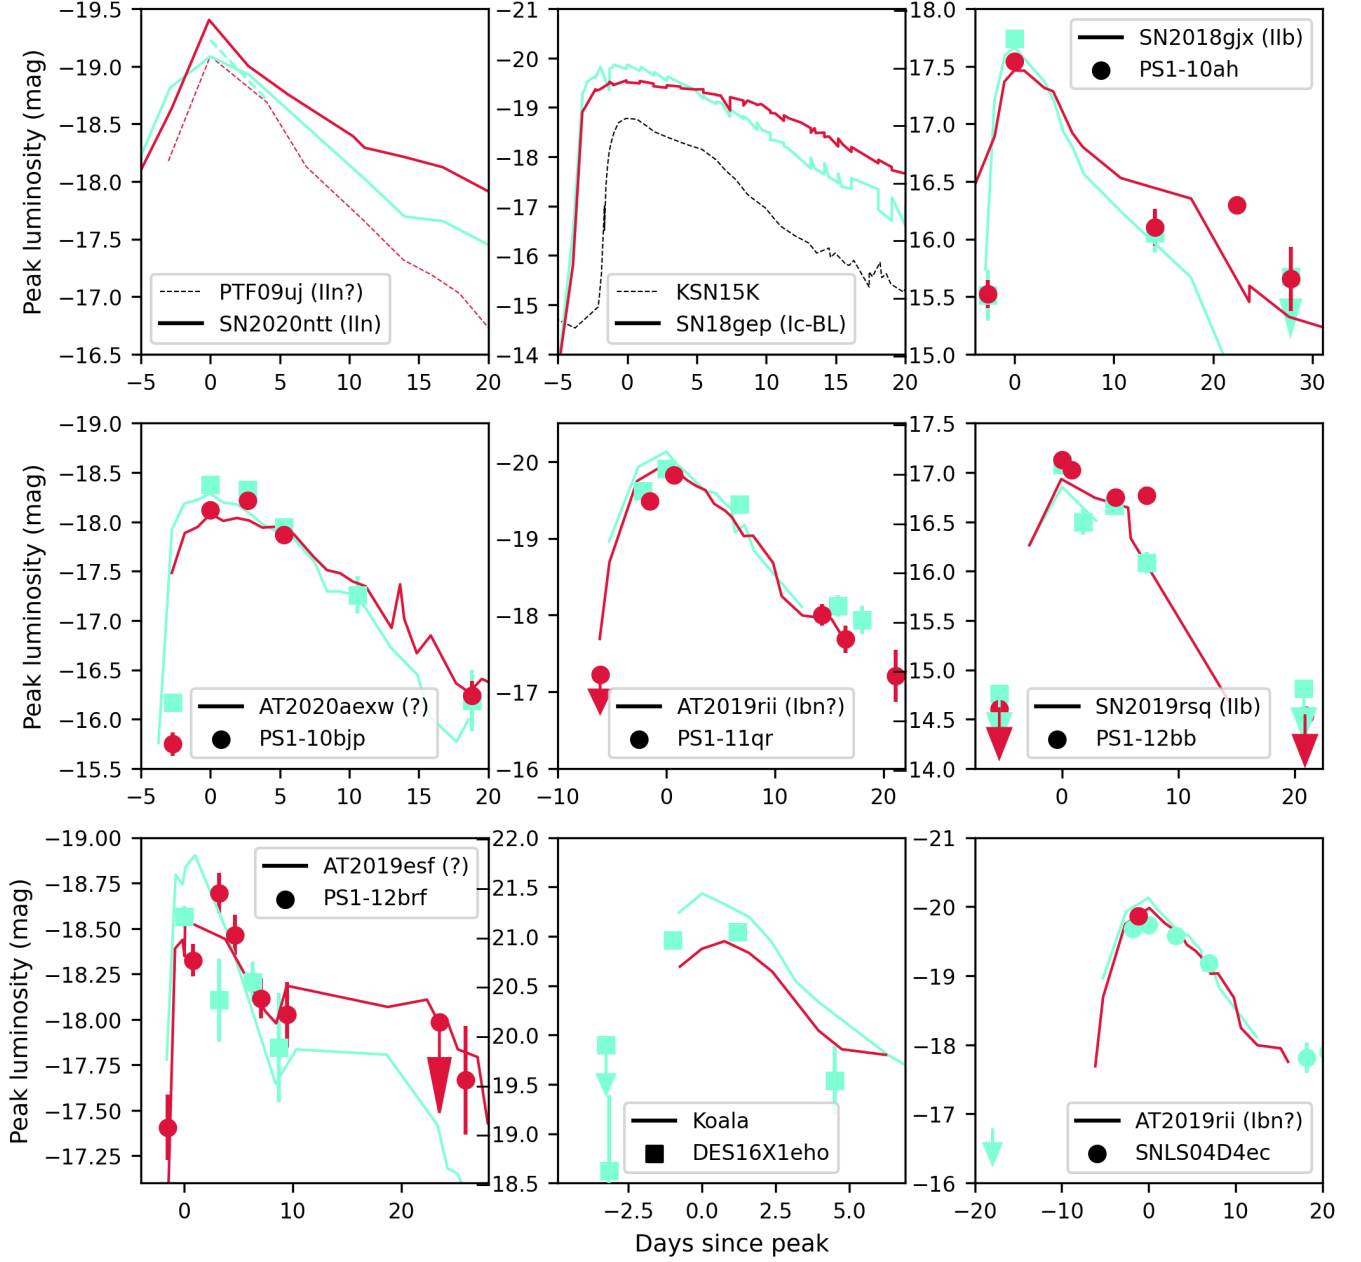 −19.5
−19.0
−18.5
−18.0
−17.5
−17.0
−16.5
−5 0 5 10 15 20
Peak luminosity (mag)
PTF09uj (IIn?)
SN2020ntt (IIn)
−21
−20
−19
−18
−17
−16
−15
−14
−5 0 5 10 15 20
KSN15K
SN18gep (Ic-BL)
18.0
17.5
17.0
16.5
16.0
15.5
15.0
0 10 20 30
SN2018gjx (IIb)
PS1-10ah
−19.0
−18.5
−18.0
−17.5
−17.0
−16.5
−16.0
−15.5
−5 0 5 10 15 20
Peak luminosity (mag)
AT2020aexw (?)
PS1-10bjp
−20
−19
−18
−17
−16
−10 0 10 20
AT2019rii (Ibn?)
PS1-11qr
17.5
17.0
16.5
16.0
15.5
15.0
14.5
14.0
0 10 20
SN2019rsq (IIb)
PS1-12bb
−19.00
−18.75
−18.50
−18.25
−18.00
−17.75
−17.50
−17.25
0 10 20
Peak luminosity (mag)
AT2019esf (?)
PS1-12brf
22.0
21.5
21.0
20.5
20.0
19.5
19.0
18.5
−2.5 0.0 2.5 5.0
Koala
DES16X1eho
Days since peak
−21
−20
−19
−18
−17
−16
−20 −10 0 10 20
AT2019rii (Ibn?)
SNLS04D4ec